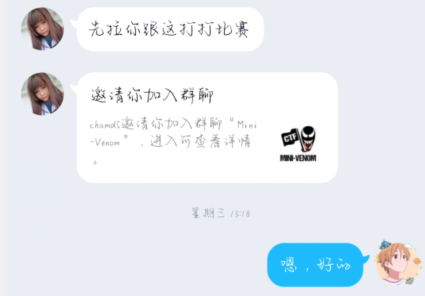 先拉你跟这打打比赛
邀请你加入群聊
chamd5邀请你加入群聊“Mini
-Venom”，进入可查看详情
。
CTF
MINI-VENOM
星期三 13:18
嗯，好的